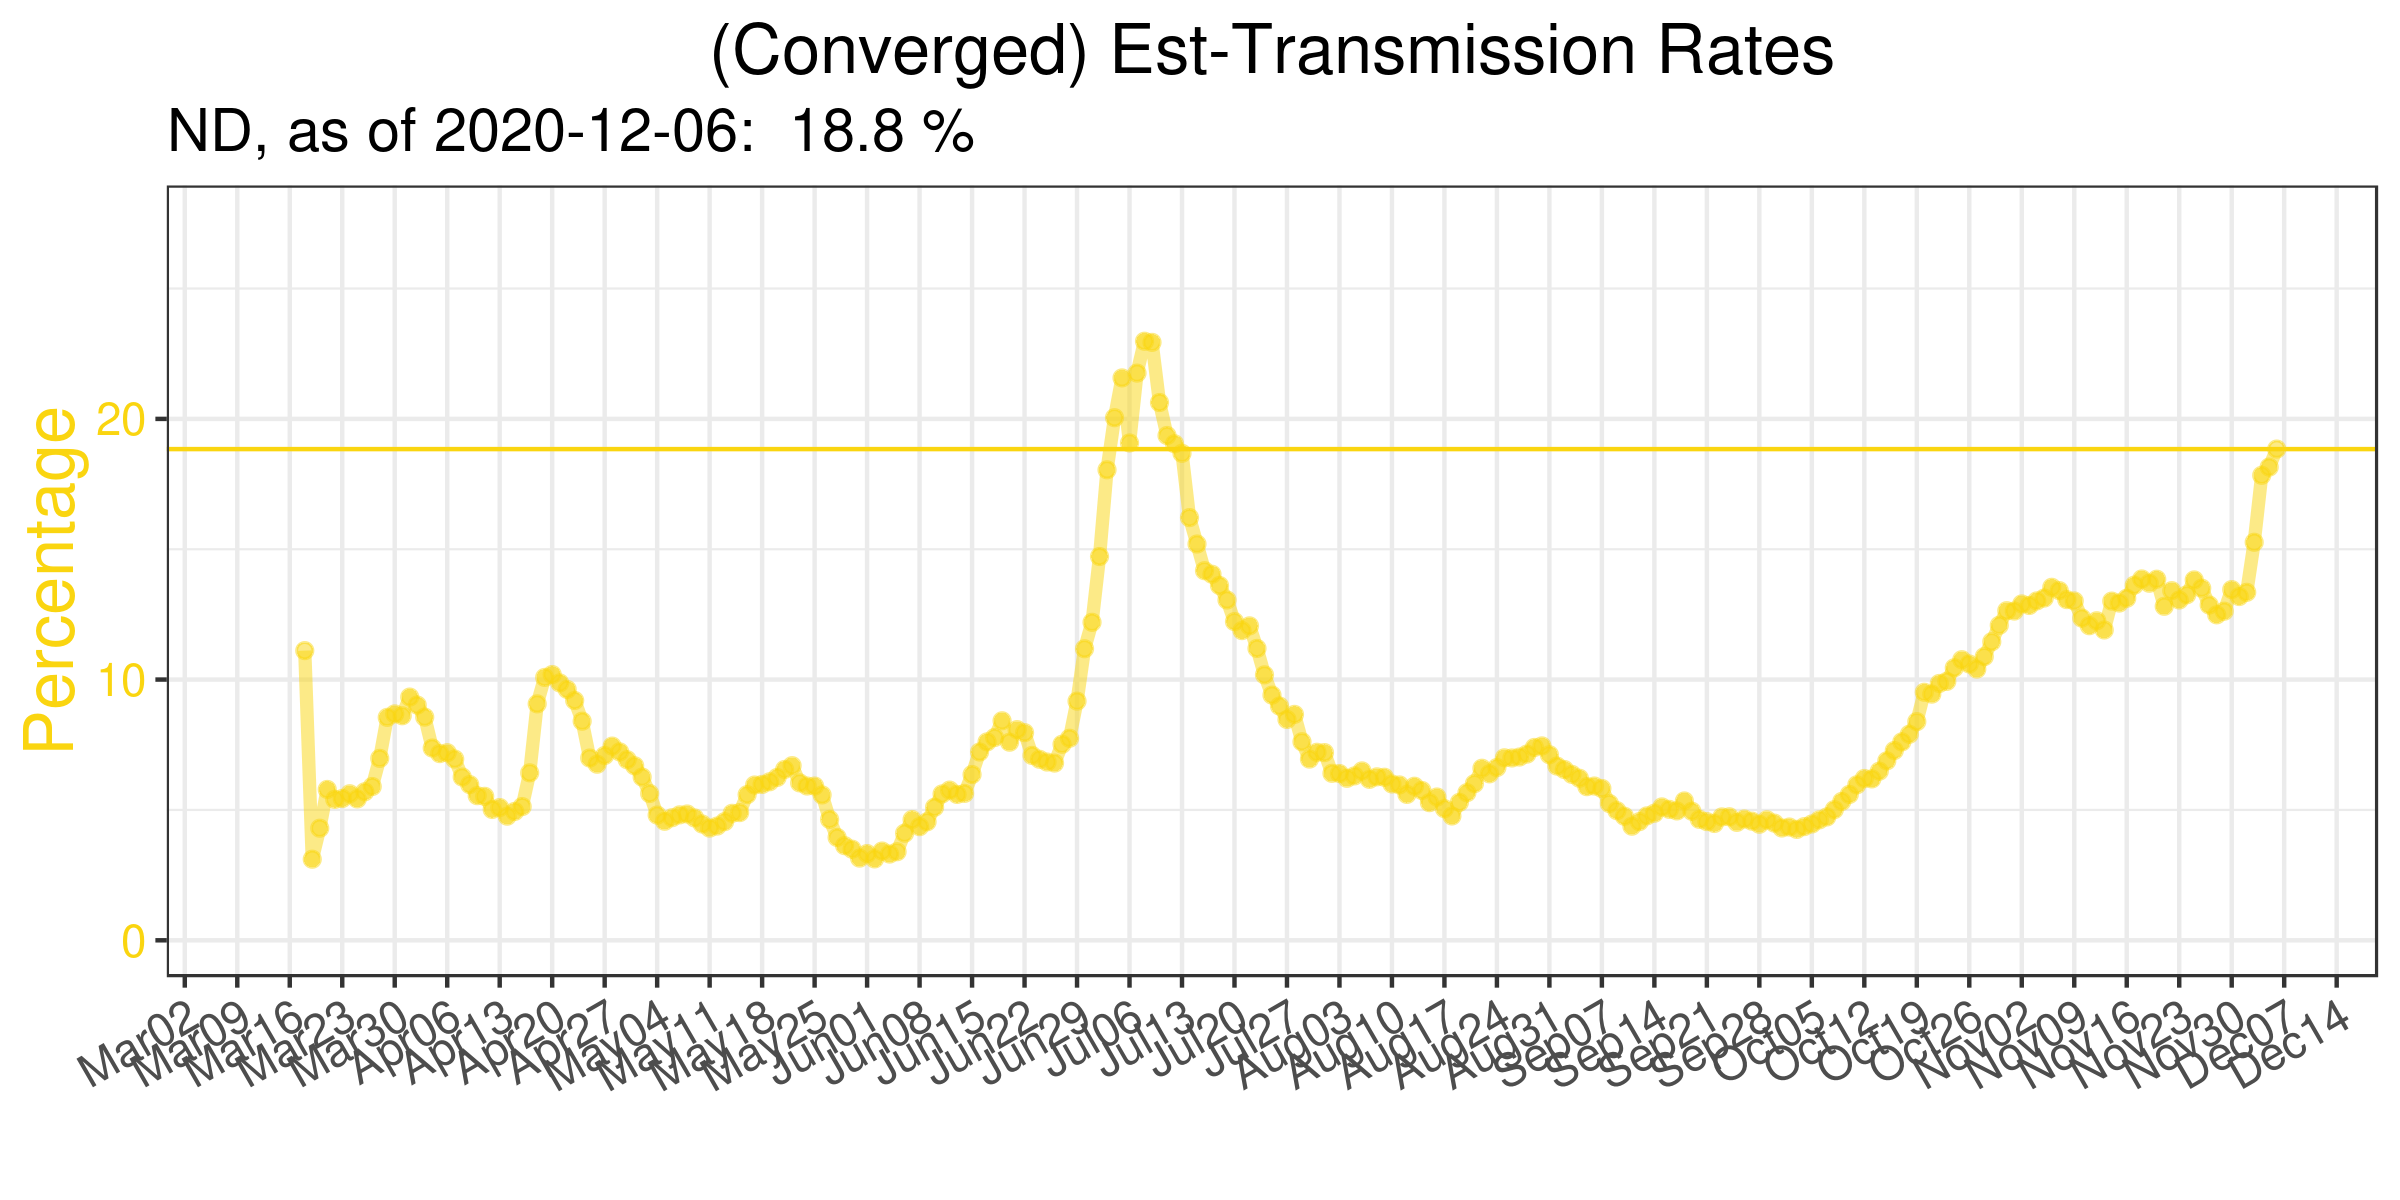 (Converged) Est-Transmission Rates
ND, as of 2020-12-06:  18.8 %
Percentage
20
10
0
Mar02
Mar09
Mar16
Mar23
Mar30
Apr06
Apr13
Apr20
Apr27
May04
May11
May18
May25
Jun01
Jun08
Jun15
Jun22
Jun29
Jul06
Jul13
Jul20
Jul27
Aug03
Aug10
Aug17
Aug24
Aug31
Sep07
Sep14
Sep21
Sep28
Oct05
Oct12
Oct19
Oct26
Nov02
Nov09
Nov16
Nov23
Nov30
Dec07
Dec14